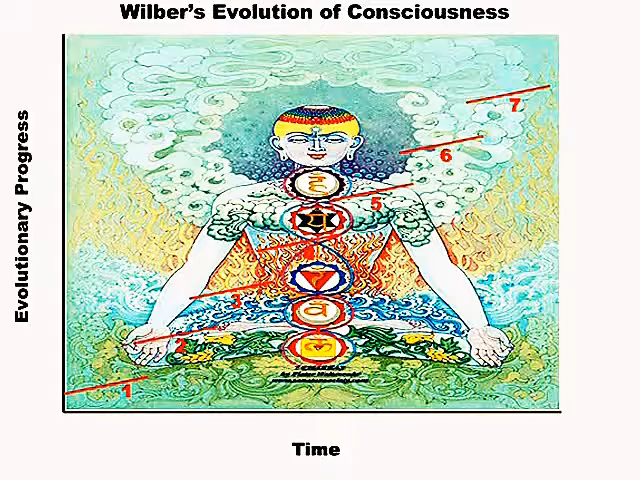 Wilber's Evolution of Consciousness
Evolutionary Progress
7
6
हं
5
यं
4
3
वं
2
1
Time